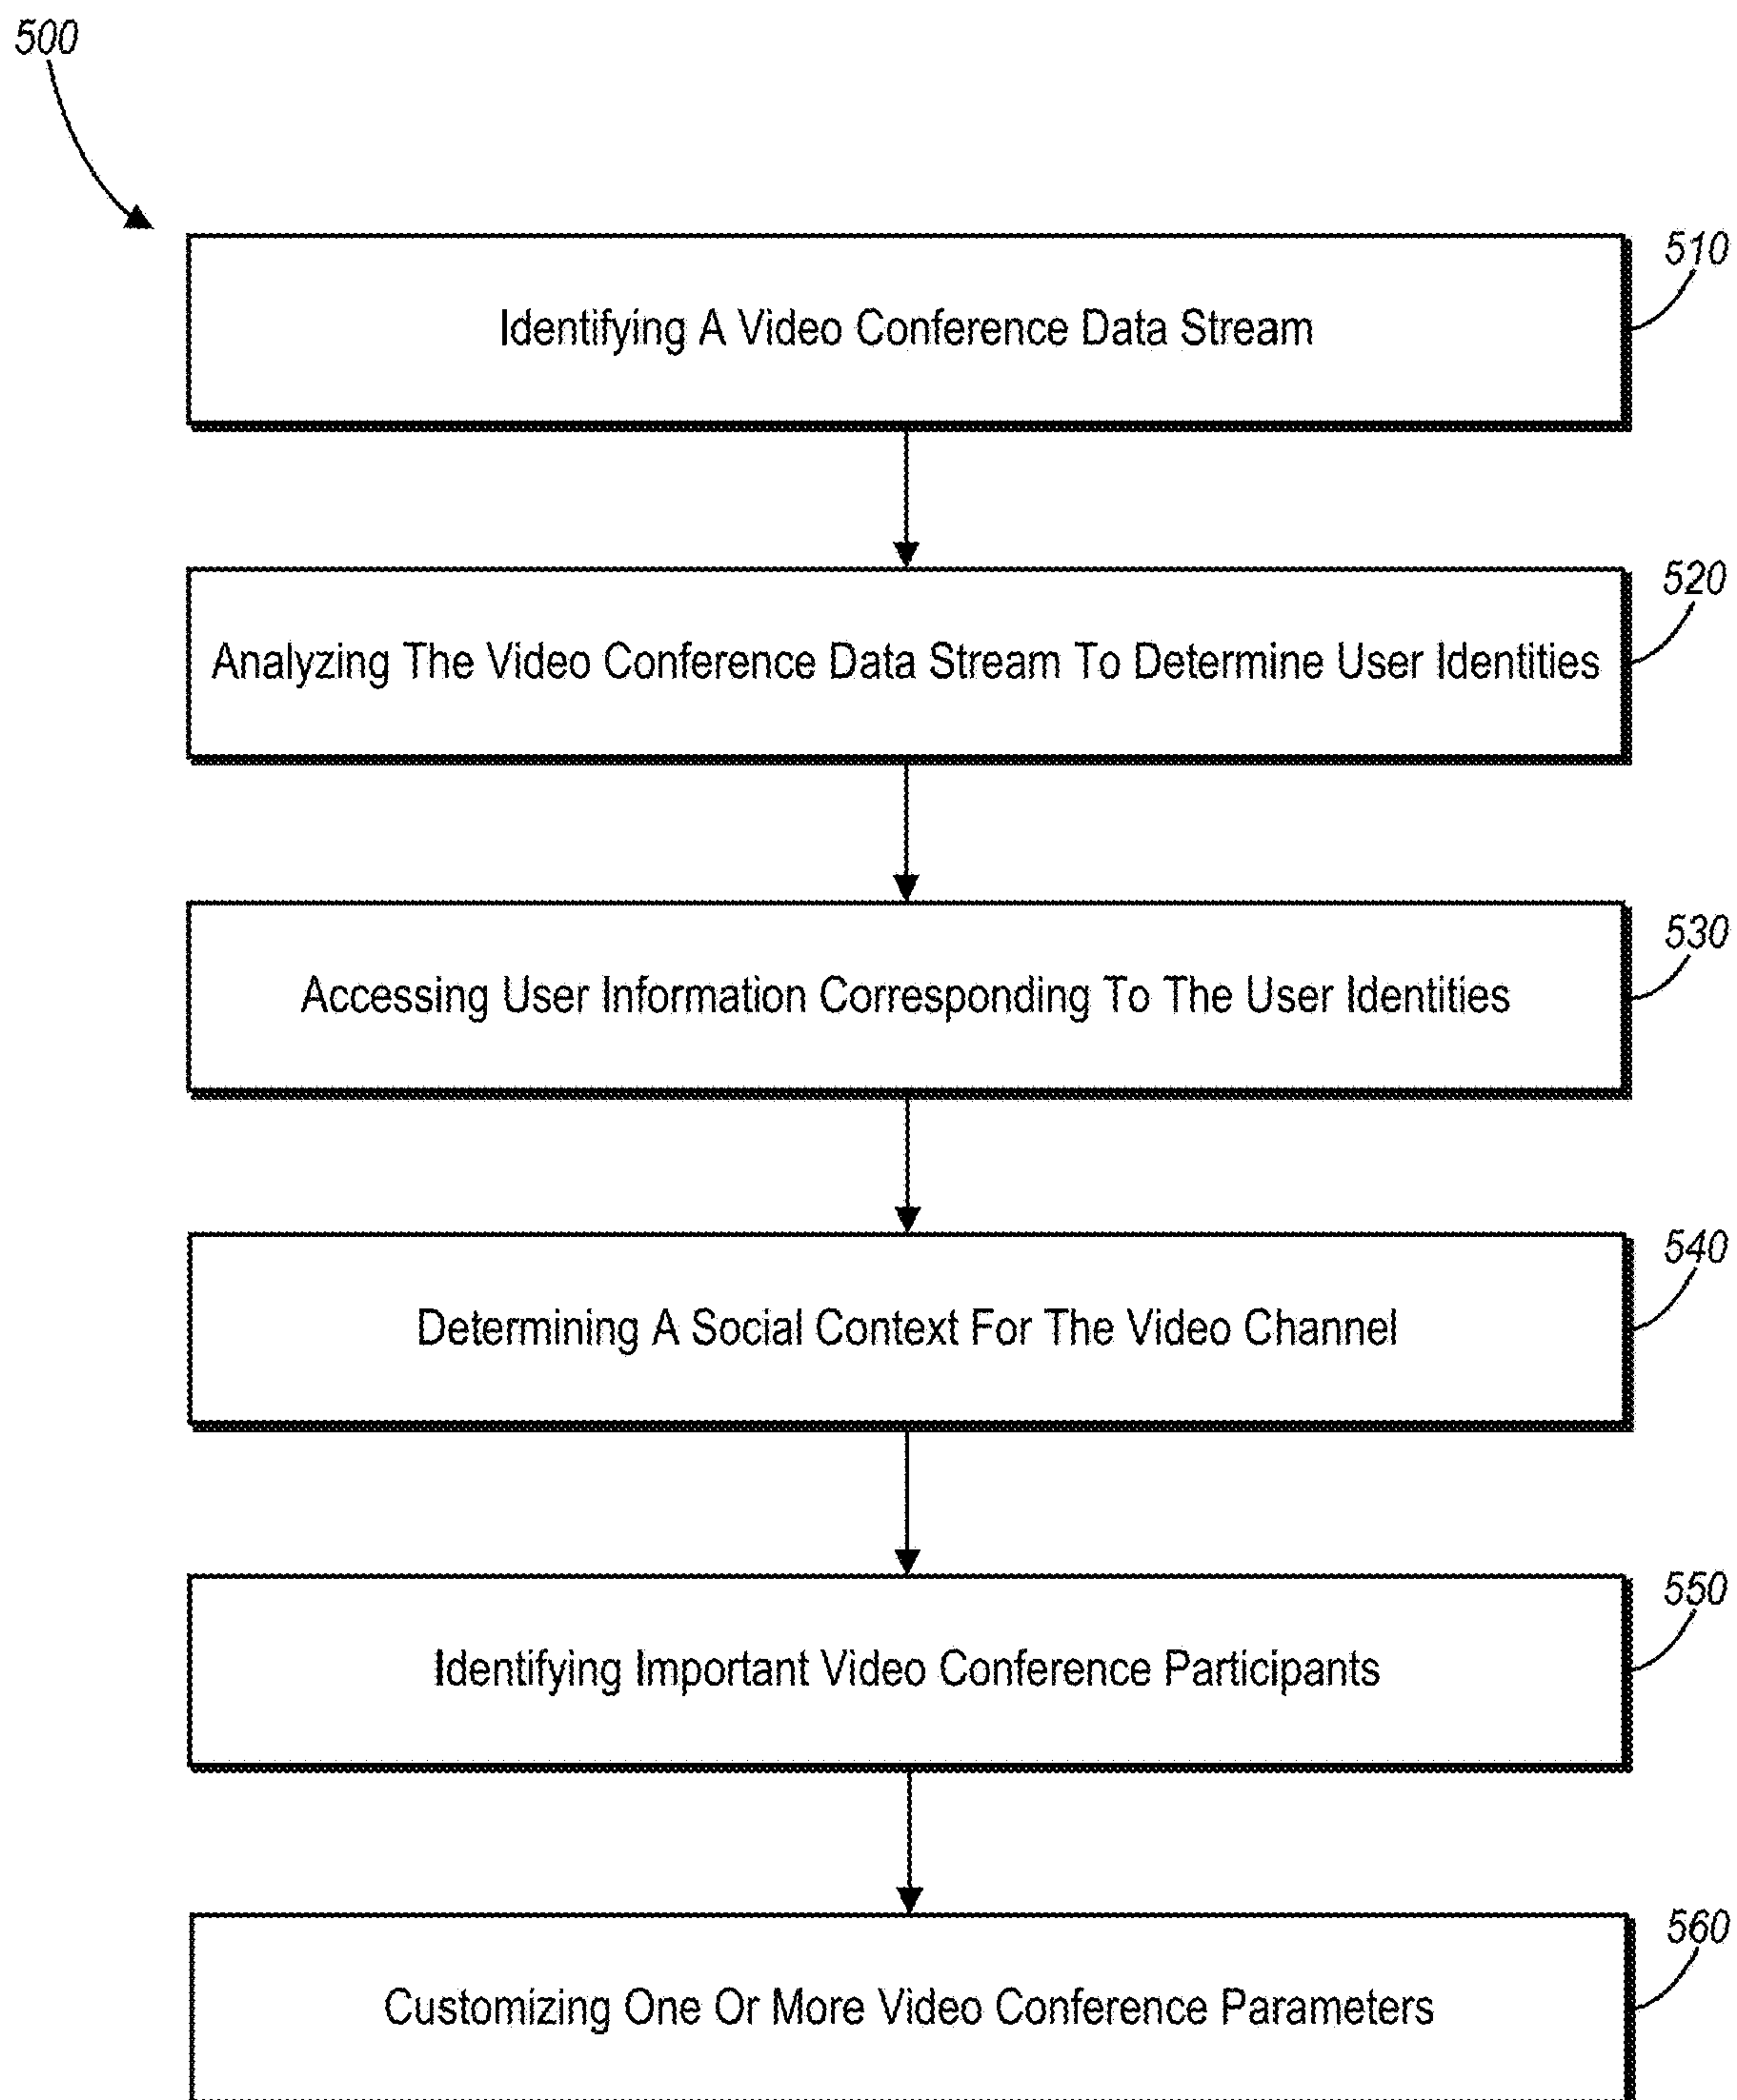 500
510
Identifying A Video Conference Data Stream
520
Analyzing The Video Conference Data Stream To Determine User Identities
530
Accessing User Information Corresponding To The User Identities
540
Determining A Social Context For The Video Channel
550
Identifying Important Video Conference Participants
560
Customizing One Or More Video Conference Parameters